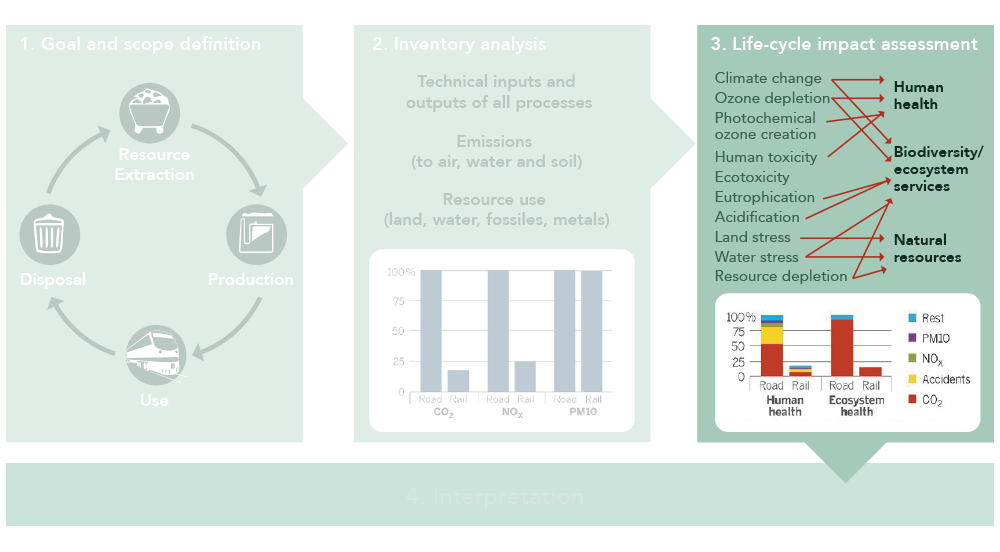 1. Goal and scope definition
Resource
Extraction
Production
Use
Disposal
2. Inventory analysis
Technical inputs and
outputs of all processes
Emissions
(to air, water and soil)
Resource use
(land, water, fossiles, metals)
100%
75
50
25
0
Road Rail Road Rail Road Rail
CO₂ NOₓ PM10
3. Life-cycle impact assessment
Climate change
Ozone depletion
Photochemical
ozone creation
Human toxicity
Ecotoxicity
Eutrophication
Acidification
Land stress
Water stress
Resource depletion
Human
health
Biodiversity/
ecosystem
services
Natural
resources
100%
75
50
25
0
Road Rail Road Rail
Human
health
Ecosystem
health
Rest
PM10
NOₓ
Accidents
CO₂
4. Interpretation